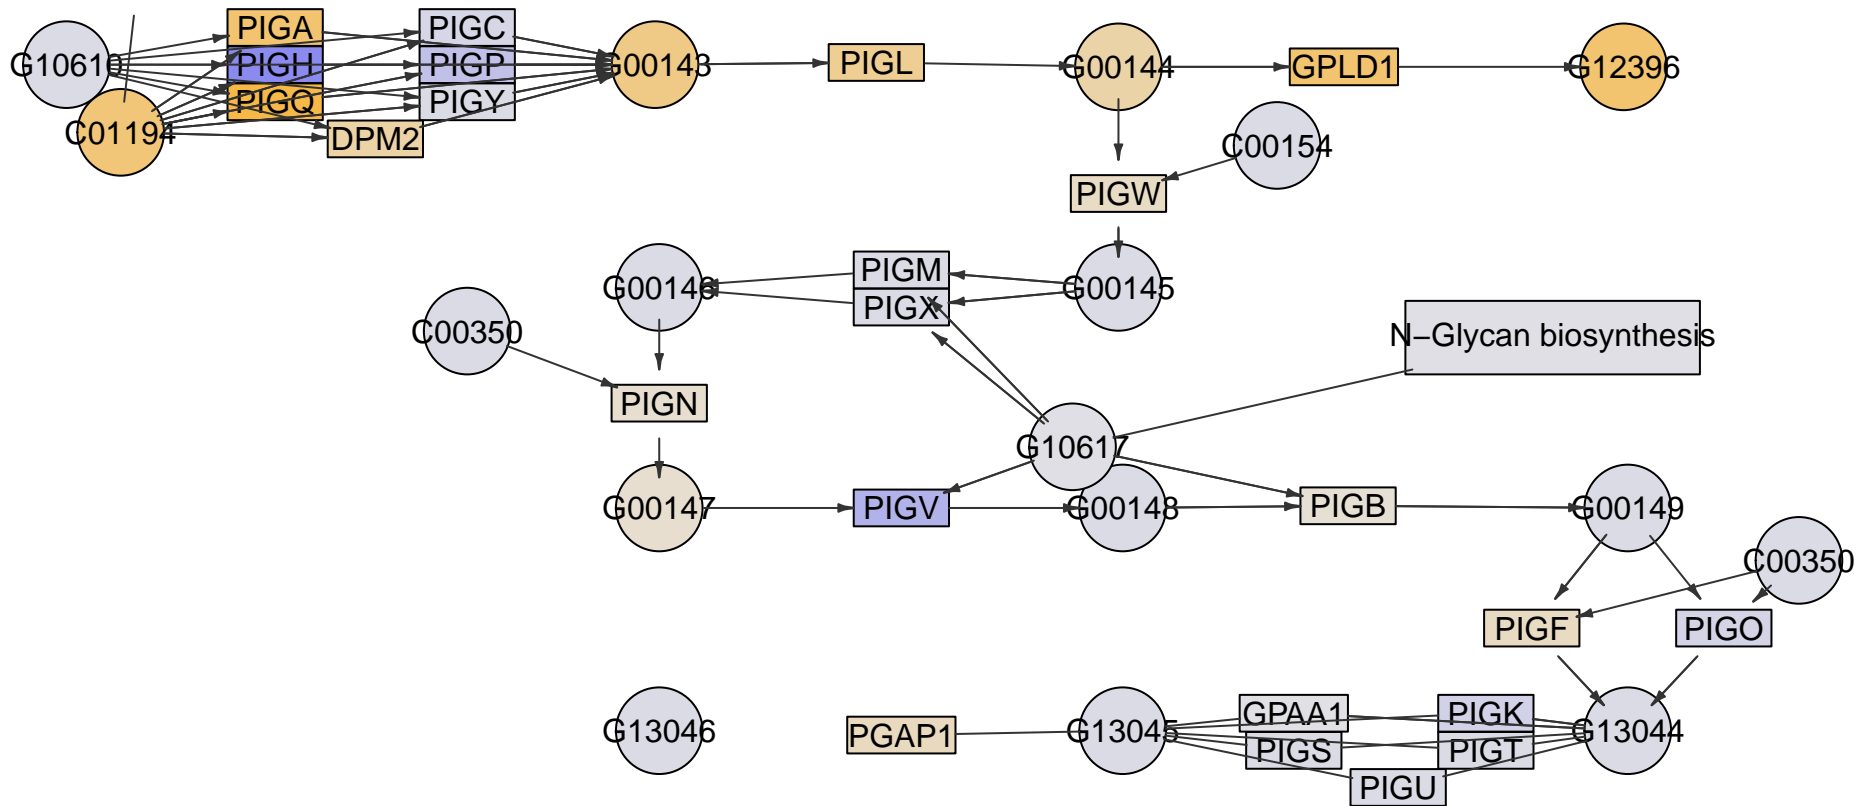 PIGA
PIGC
G10610
PIGH
PIGP
G00143
PIGL
G00144
GPLD1
G12396
PIGQ
PIGY
C01194
DPM2
C00154
PIGW
PIGM
G00146
G00145
PIGX
C00350
N−Glycan biosynthesis
PIGN
G10617
G00147
PIGV
G00148
PIGB
G00149
C00350
PIGF
PIGO
GPAA1
PIGK
G13046
PGAP1
G13045
G13044
PIGS
PIGT
PIGU